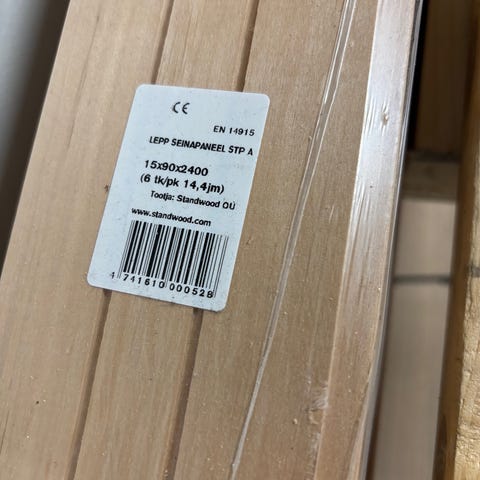 CE
EN 14915
LEPP SEINAPANEEL STP A
15x90x2400
(6 tk/pk 14,4jm)
Tootja: Standwood OÜ
www.standwood.com
4 741610 000528